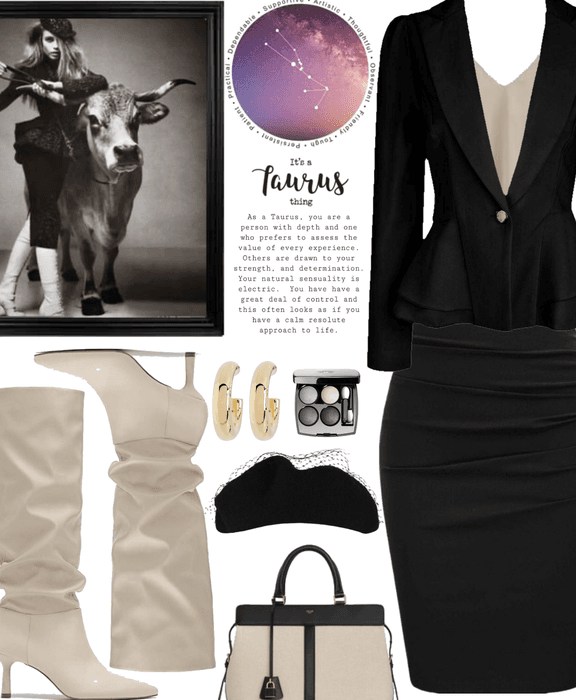 Practical • Dependable • Supportive • Artistic • Thoughtful • Observant • Friendly • Tough • Persistent • Patient •
It's a
Taurus
thing
As a Taurus, you are a
person with depth and one
who prefers to assess the
value of every experience.
Others are drawn to your
strength, and determination.
Your natural sensuality is
electric. You have have a
great deal of control and
this often looks as if you
have a calm resolute
approach to life.